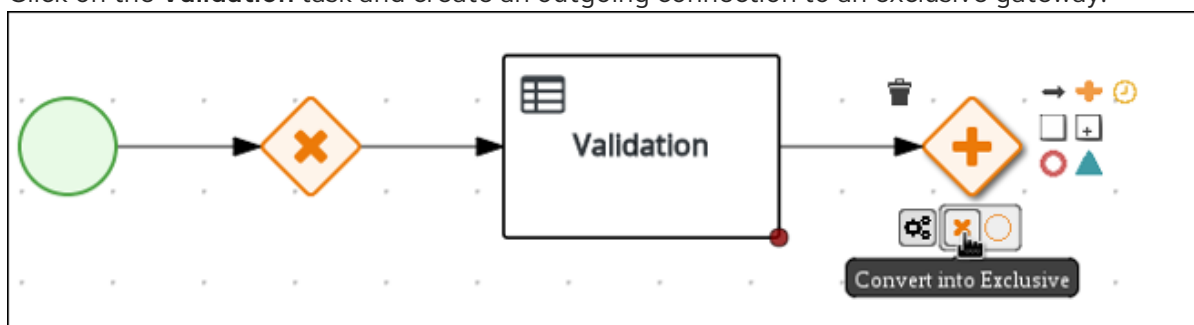 Click on the Validation task and create an outgoing connection to an exclusive gateway.
Validation
Convert into Exclusive